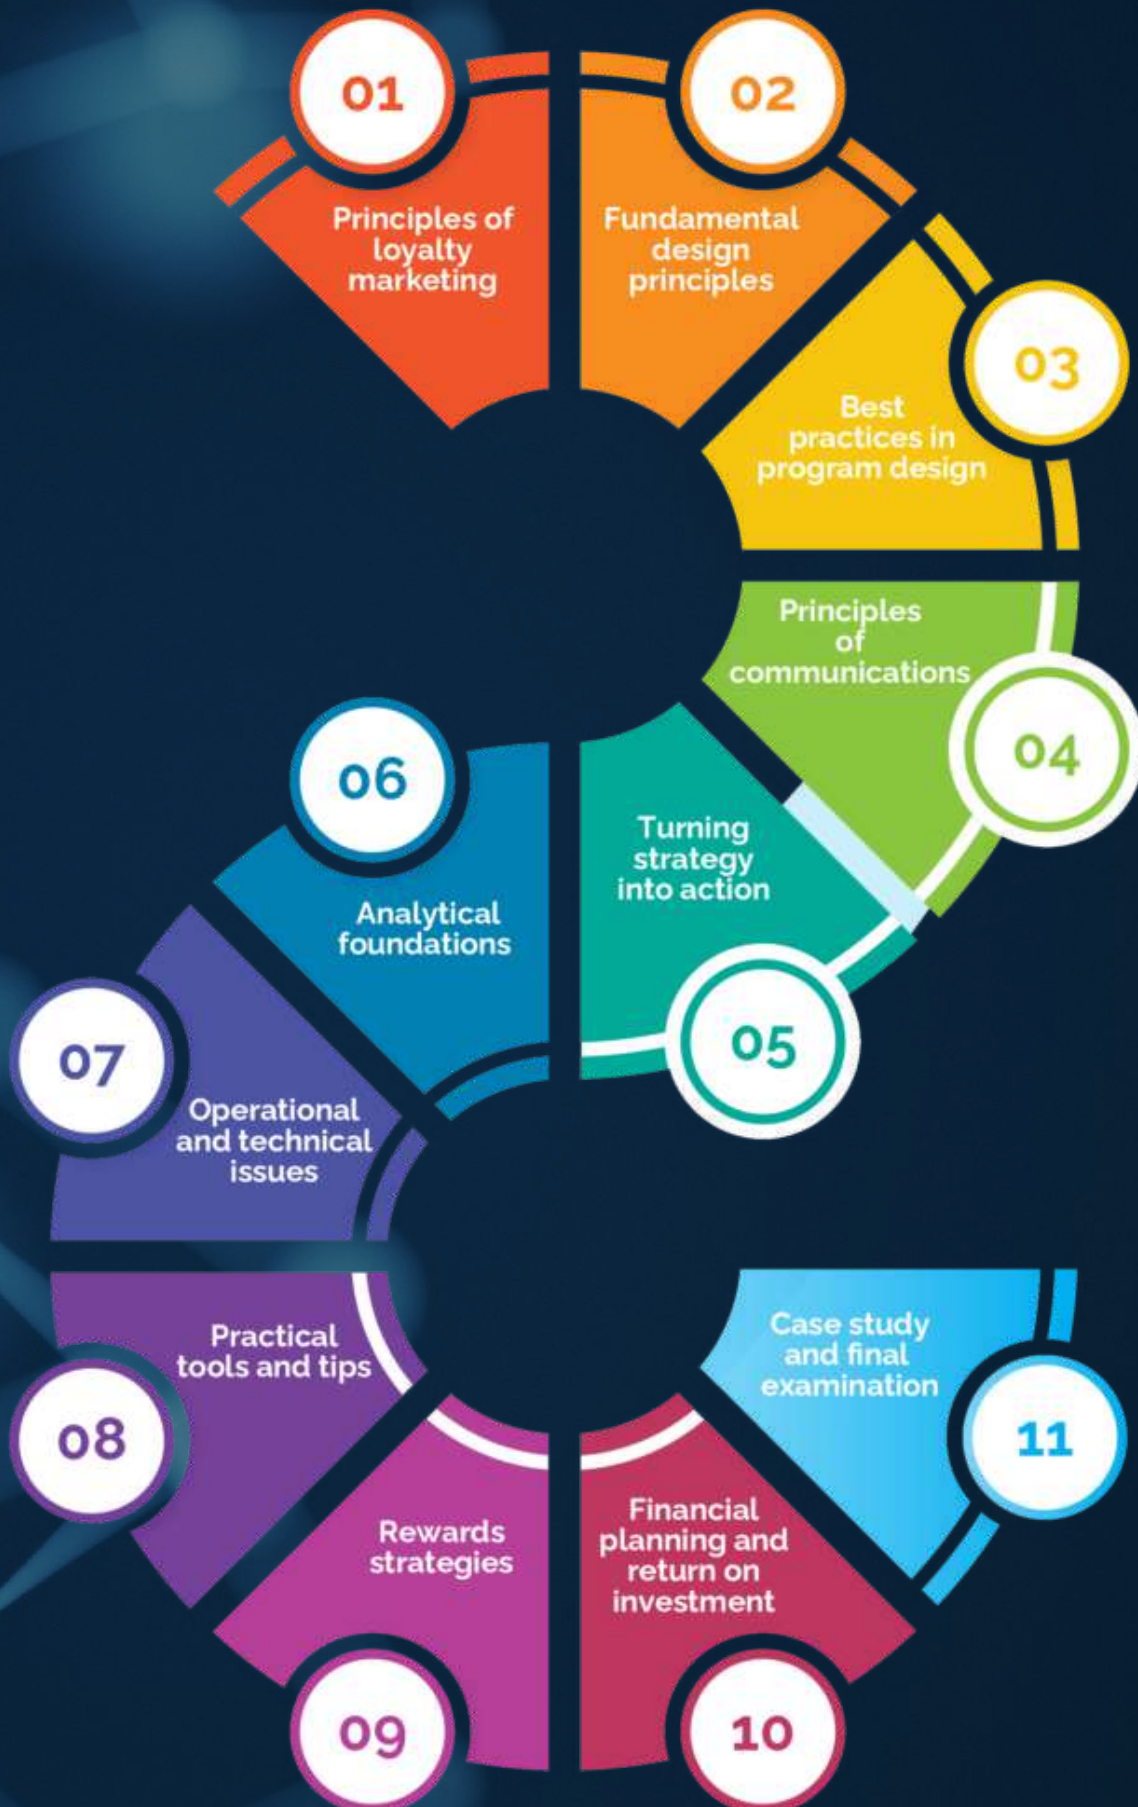 01
Principles of
loyalty
marketing
02
Fundamental
design
principles
03
Best
practices in
program design
04
Principles
of
communications
05
Turning
strategy
into action
06
Analytical
foundations
07
Operational
and technical
issues
08
Practical
tools and tips
09
Rewards
strategies
10
Financial
planning and
return on
investment
11
Case study
and final
examination